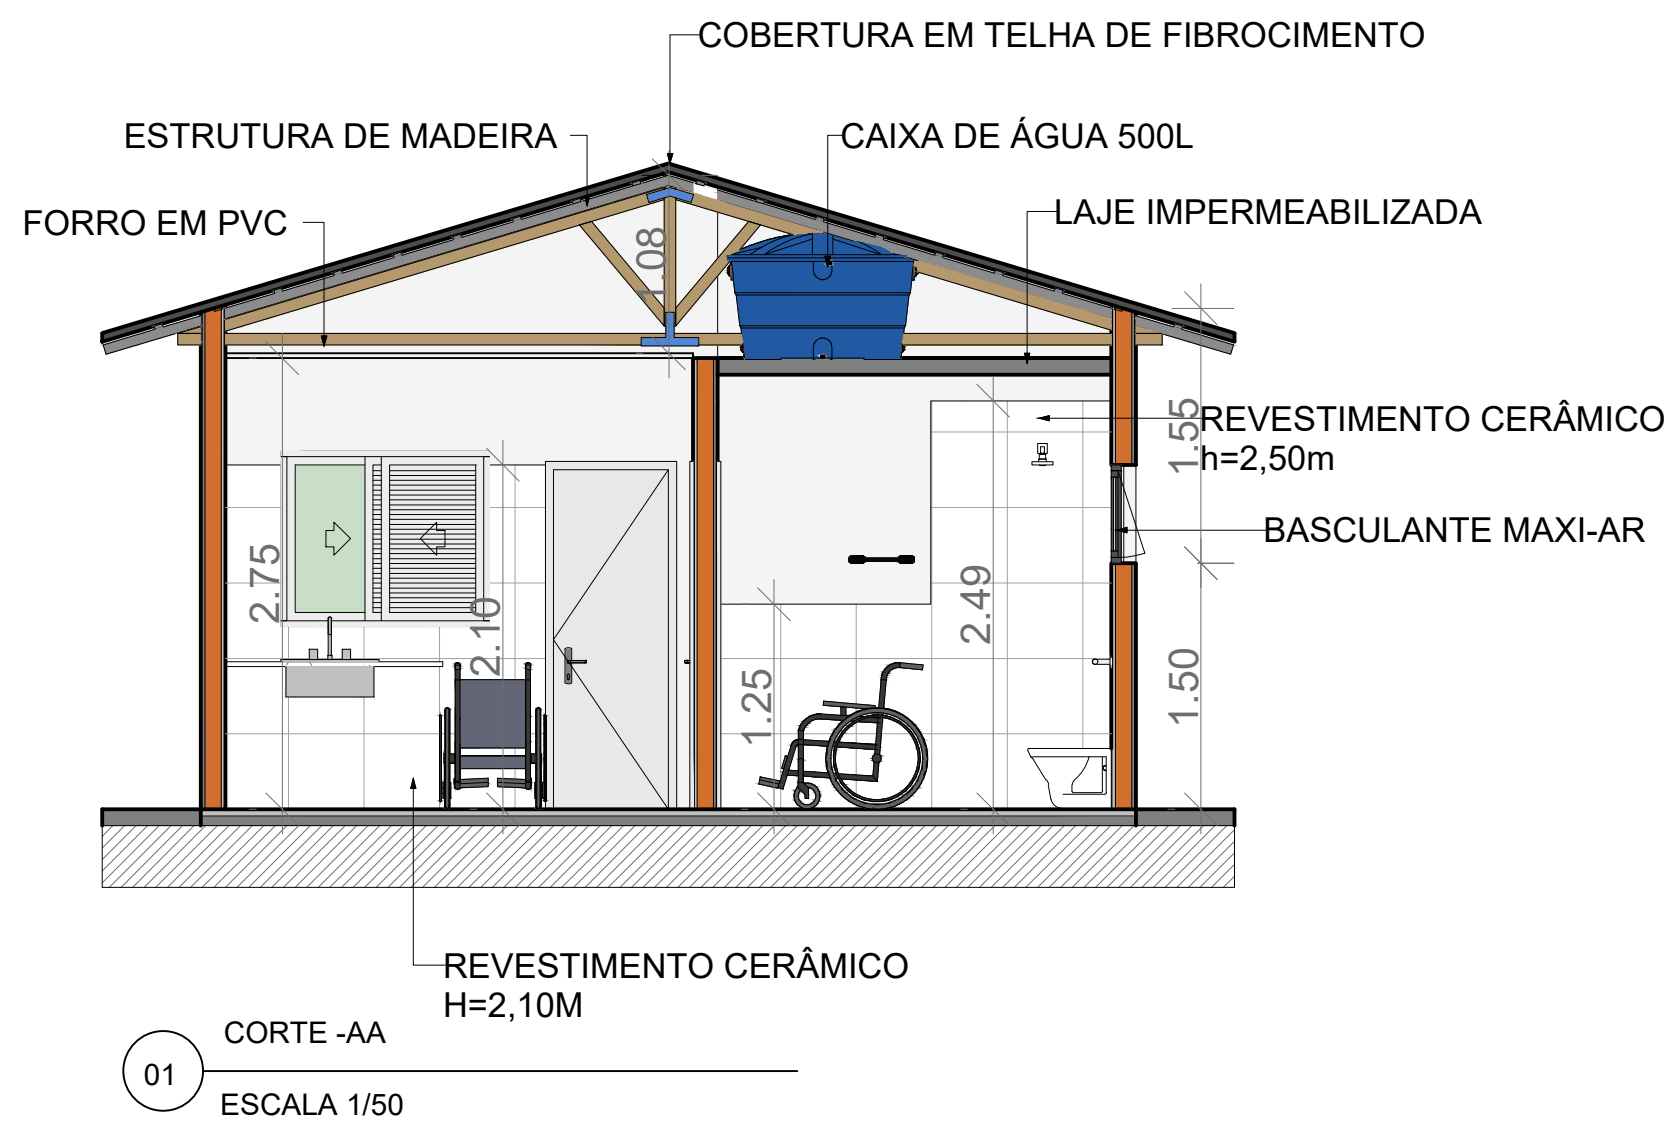 COBERTURA EM TELHA DE FIBROCIMENTO
ESTRUTURA DE MADEIRA
CAIXA DE ÁGUA 500L
FORRO EM PVC
LAJE IMPERMEABILIZADA
1.08
REVESTIMENTO CERÂMICO
h=2,50m
1.55
BASCULANTE MAXI-AR
2.75
2.10
2.49
1.25
1.50
REVESTIMENTO CERÂMICO
H=2,10M
CORTE -AA
01
ESCALA 1/50